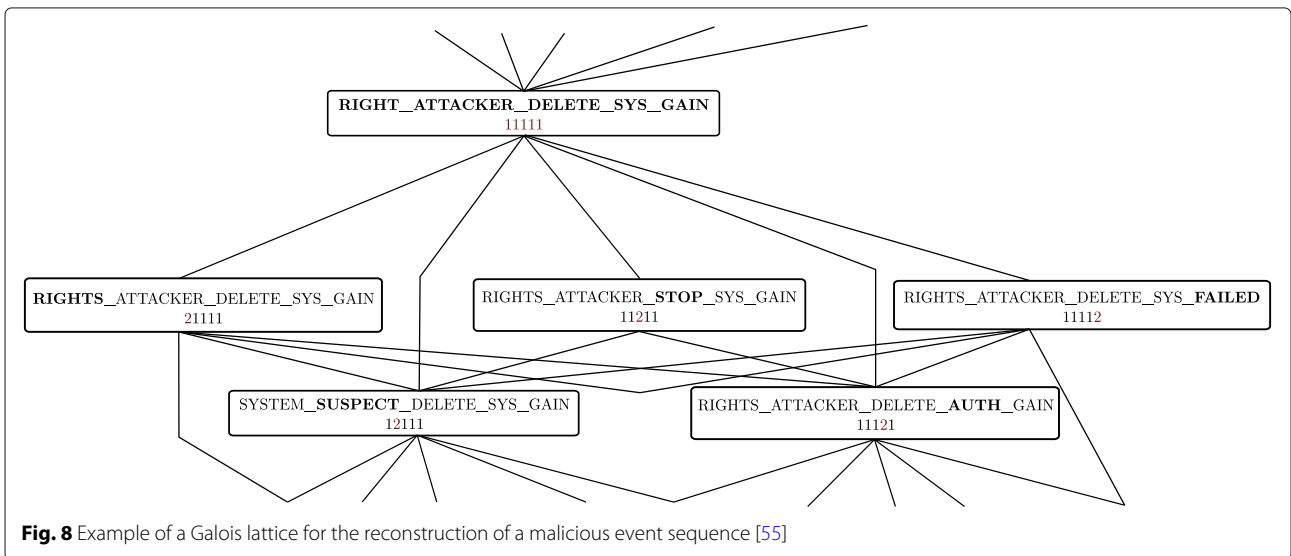 RIGHT_ATTACKER_DELETE_SYS_GAIN
11111
RIGHTS_ATTACKER_DELETE_SYS_GAIN
21111
RIGHTS_ATTACKER_STOP_SYS_GAIN
11211
RIGHTS_ATTACKER_DELETE_SYS_FAILED
11112
SYSTEM_SUSPECT_DELETE_SYS_GAIN
12111
RIGHTS_ATTACKER_DELETE_AUTH_GAIN
11121
Fig. 8 Example of a Galois lattice for the reconstruction of a malicious event sequence [55]